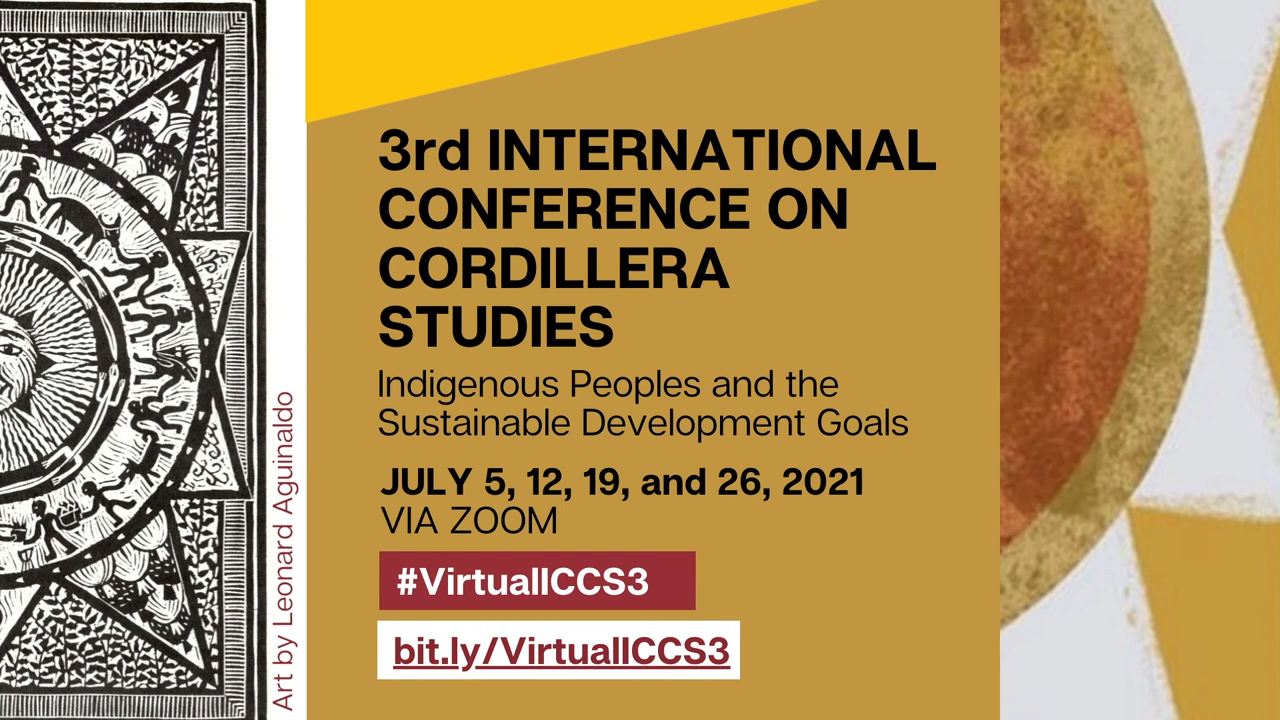 3rd INTERNATIONAL
CONFERENCE ON
CORDILLERA
STUDIES
Indigenous Peoples and the
Sustainable Development Goals
JULY 5, 12, 19, and 26, 2021
VIA ZOOM
#VirtualICCS3
bit.ly/VirtualICCS3
Art by Leonard Aguinaldo